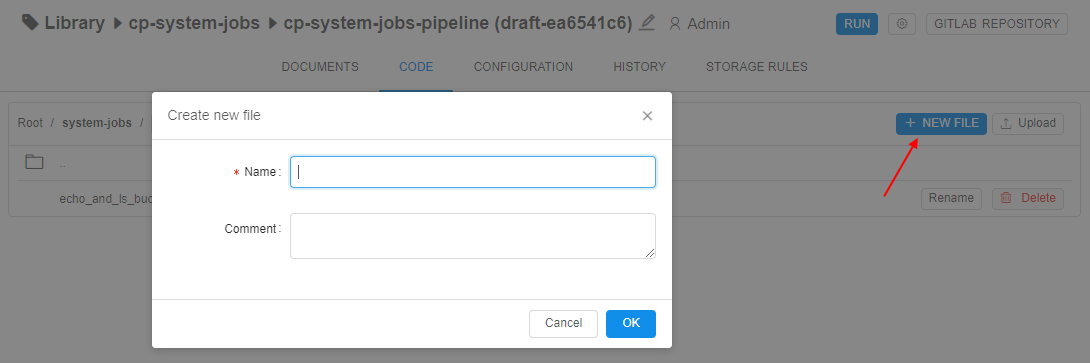 Library cp-system-jobs cp-system-jobs-pipeline (draft-ea6541c6) Admin RUN GITLAB REPOSITORY
DOCUMENTS CODE CONFIGURATION HISTORY STORAGE RULES
Create new file
Root / system-jobs / + NEW FILE Upload
* Name :
..
echo_and_ls_buc Rename Delete
Comment :
Cancel OK